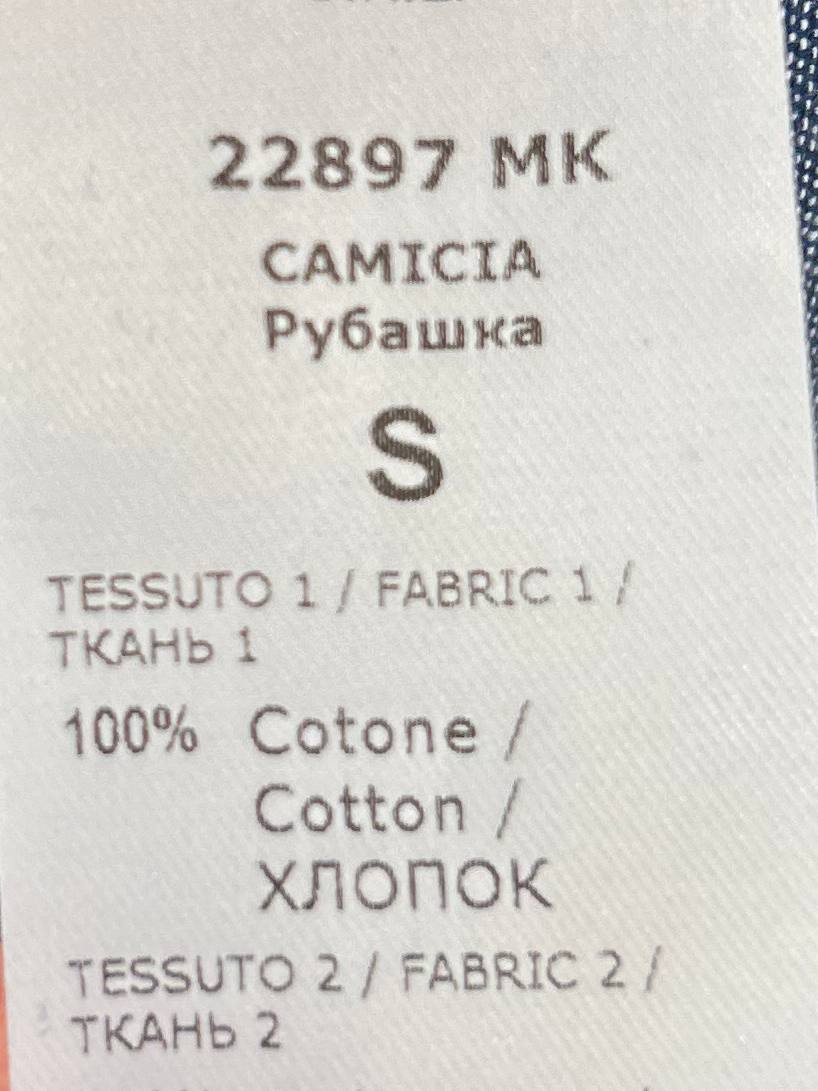 22897 MK
CAMICIA
Рубашка
S
TESSUTO 1 / FABRIC 1 /
ТКАНЬ 1
100% Cotone /
Cotton /
ХЛОПОК
TESSUTO 2 / FABRIC 2 /
ТКАНЬ 2